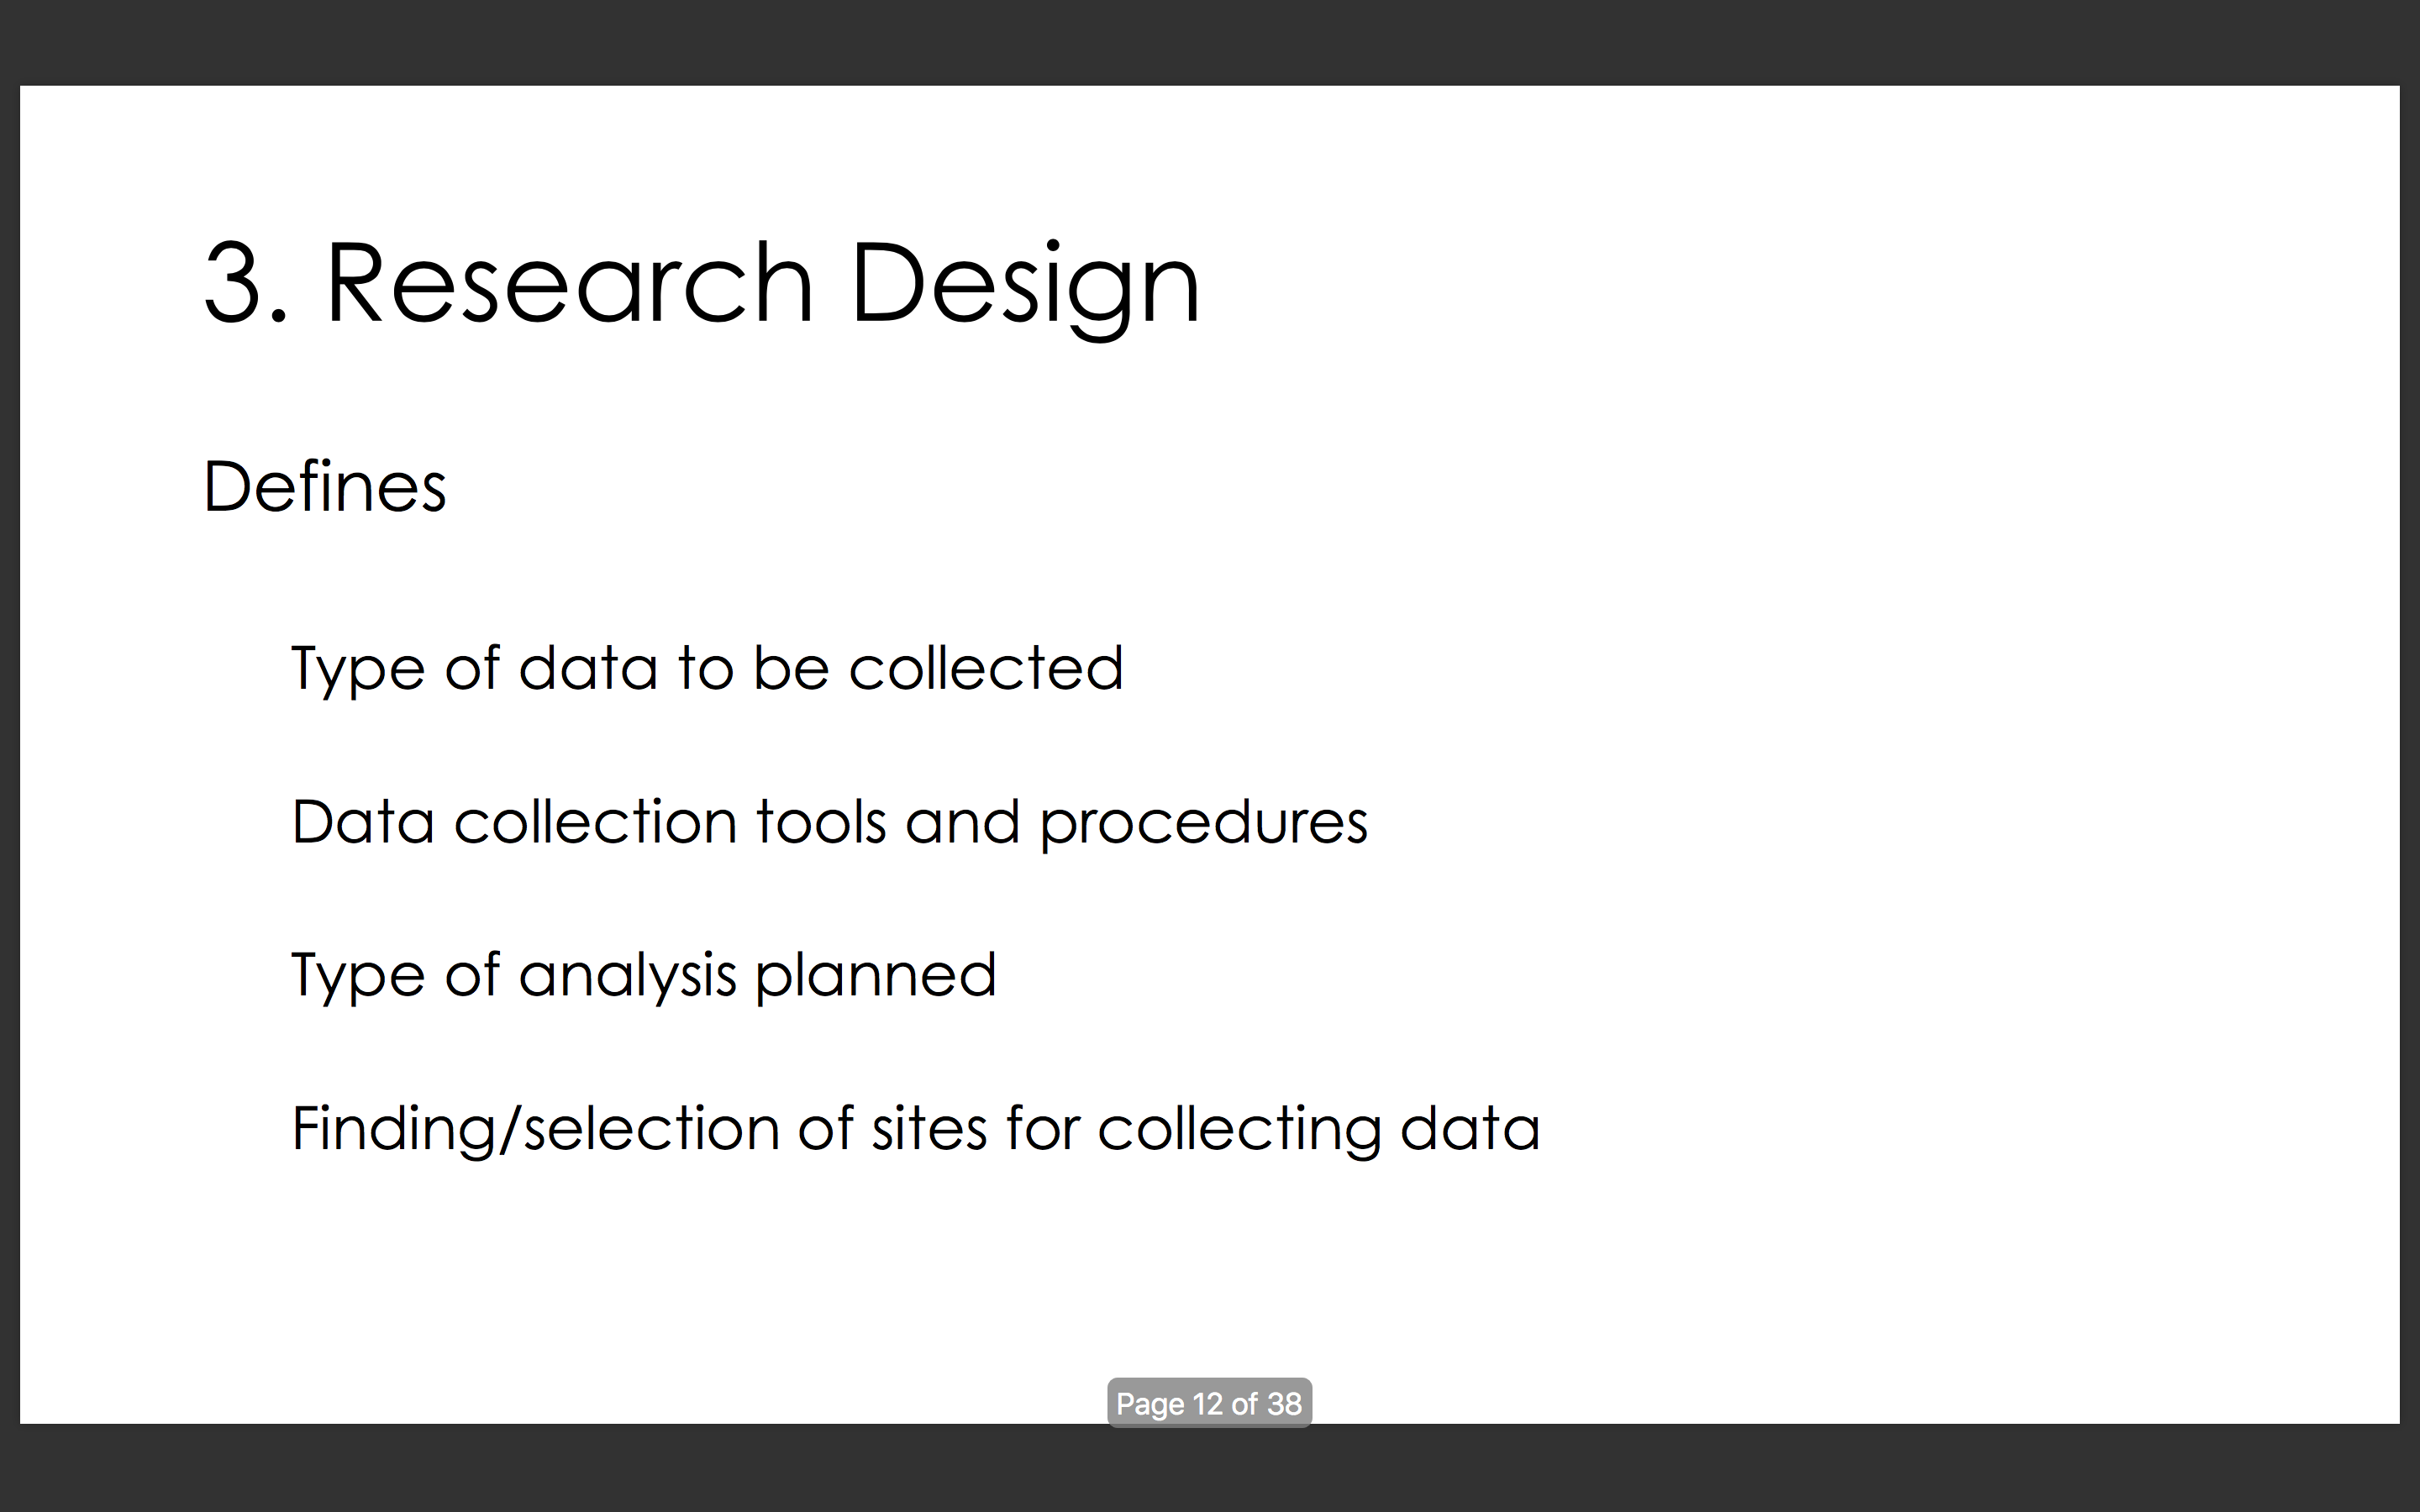 3. Research Design
Defines
Type of data to be collected
Data collection tools and procedures
Type of analysis planned
Finding/selection of sites for collecting data
Page 12 of 38